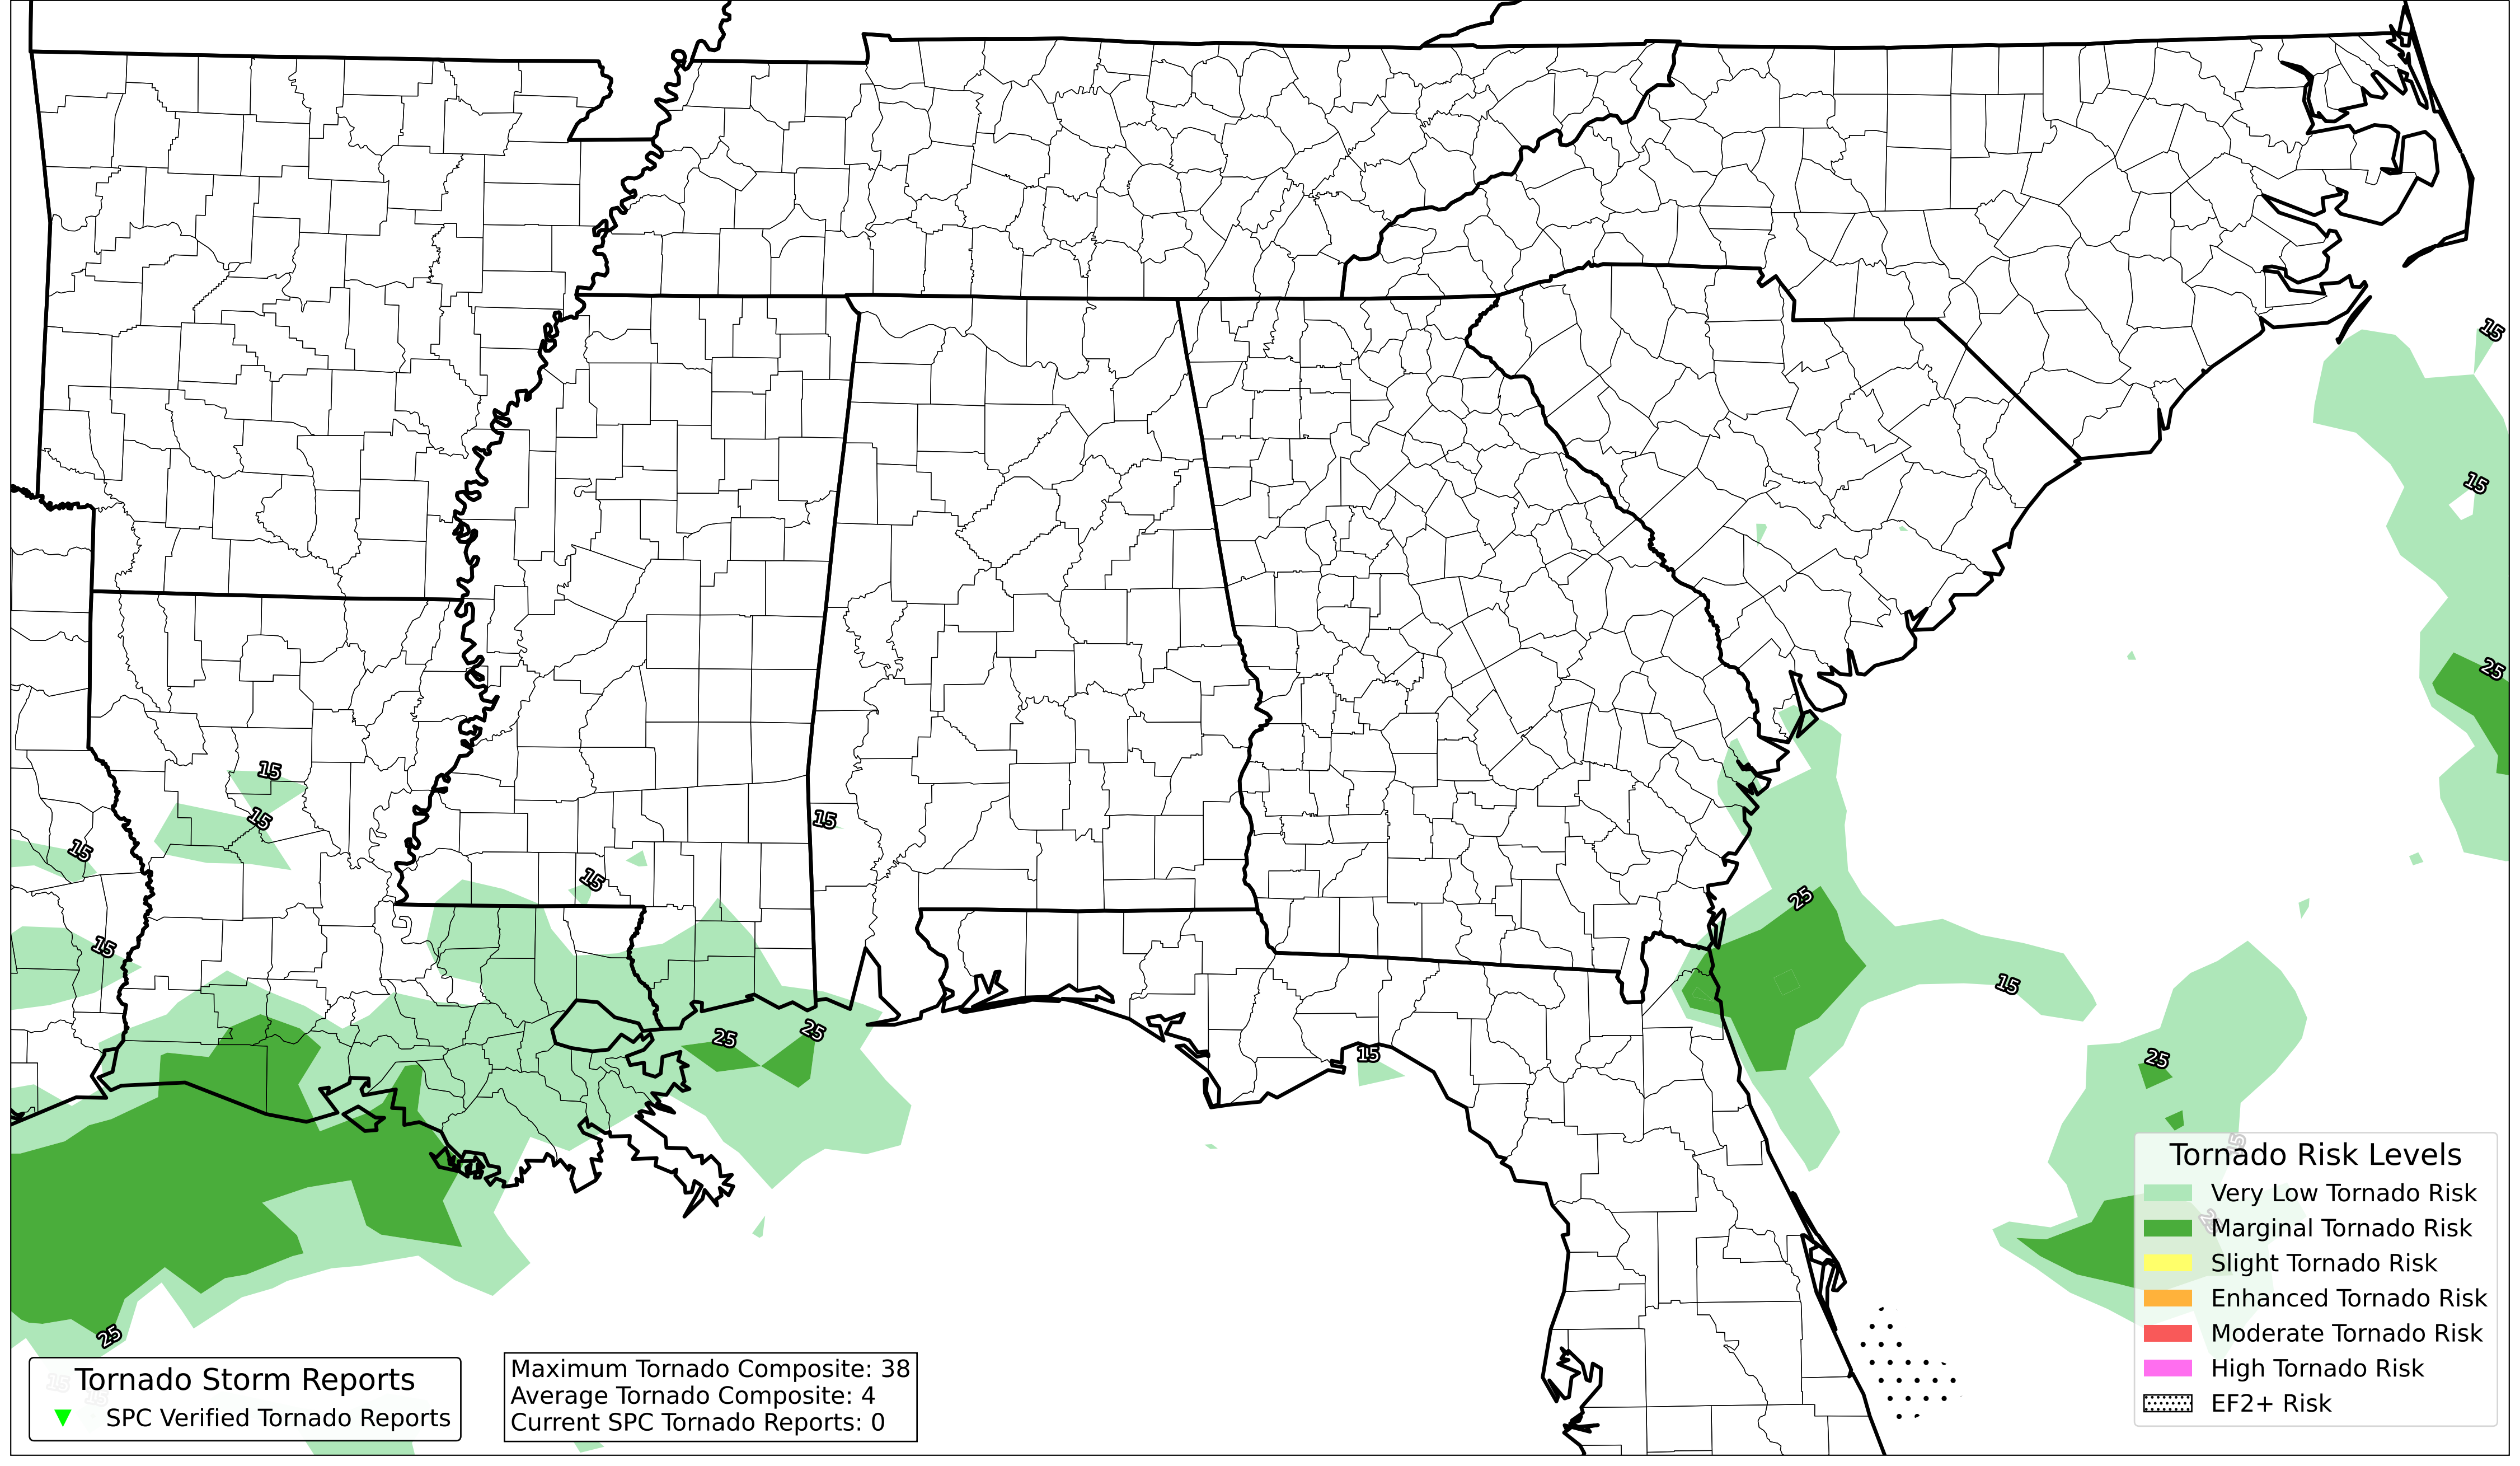 15
15
25
15
15
15
15
15
15
25
25
25
15
15
25
25
Tornado Risk Levels
Very Low Tornado Risk
Marginal Tornado Risk
Slight Tornado Risk
Enhanced Tornado Risk
Moderate Tornado Risk
High Tornado Risk
EF2+ Risk
Tornado Storm Reports
SPC Verified Tornado Reports
Maximum Tornado Composite: 38
Average Tornado Composite: 4
Current SPC Tornado Reports: 0